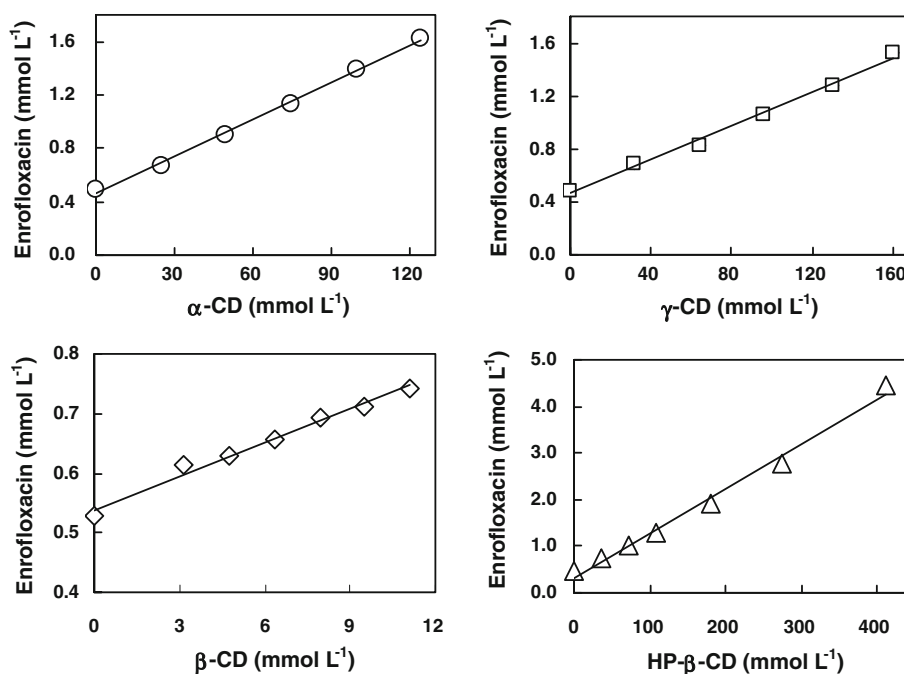 Enrofloxacin (mmol L⁻¹)
1.6
1.2
0.8
0.4
0.0
0 30 60 90 120
α-CD (mmol L⁻¹)
Enrofloxacin (mmol L⁻¹)
1.6
1.2
0.8
0.4
0.0
0 40 80 120 160
γ-CD (mmol L⁻¹)
Enrofloxacin (mmol L⁻¹)
0.8
0.7
0.6
0.5
0.4
0 3 6 9 12
β-CD (mmol L⁻¹)
Enrofloxacin (mmol L⁻¹)
5.0
4.0
3.0
2.0
1.0
0.0
0 100 200 300 400
HP-β-CD (mmol L⁻¹)